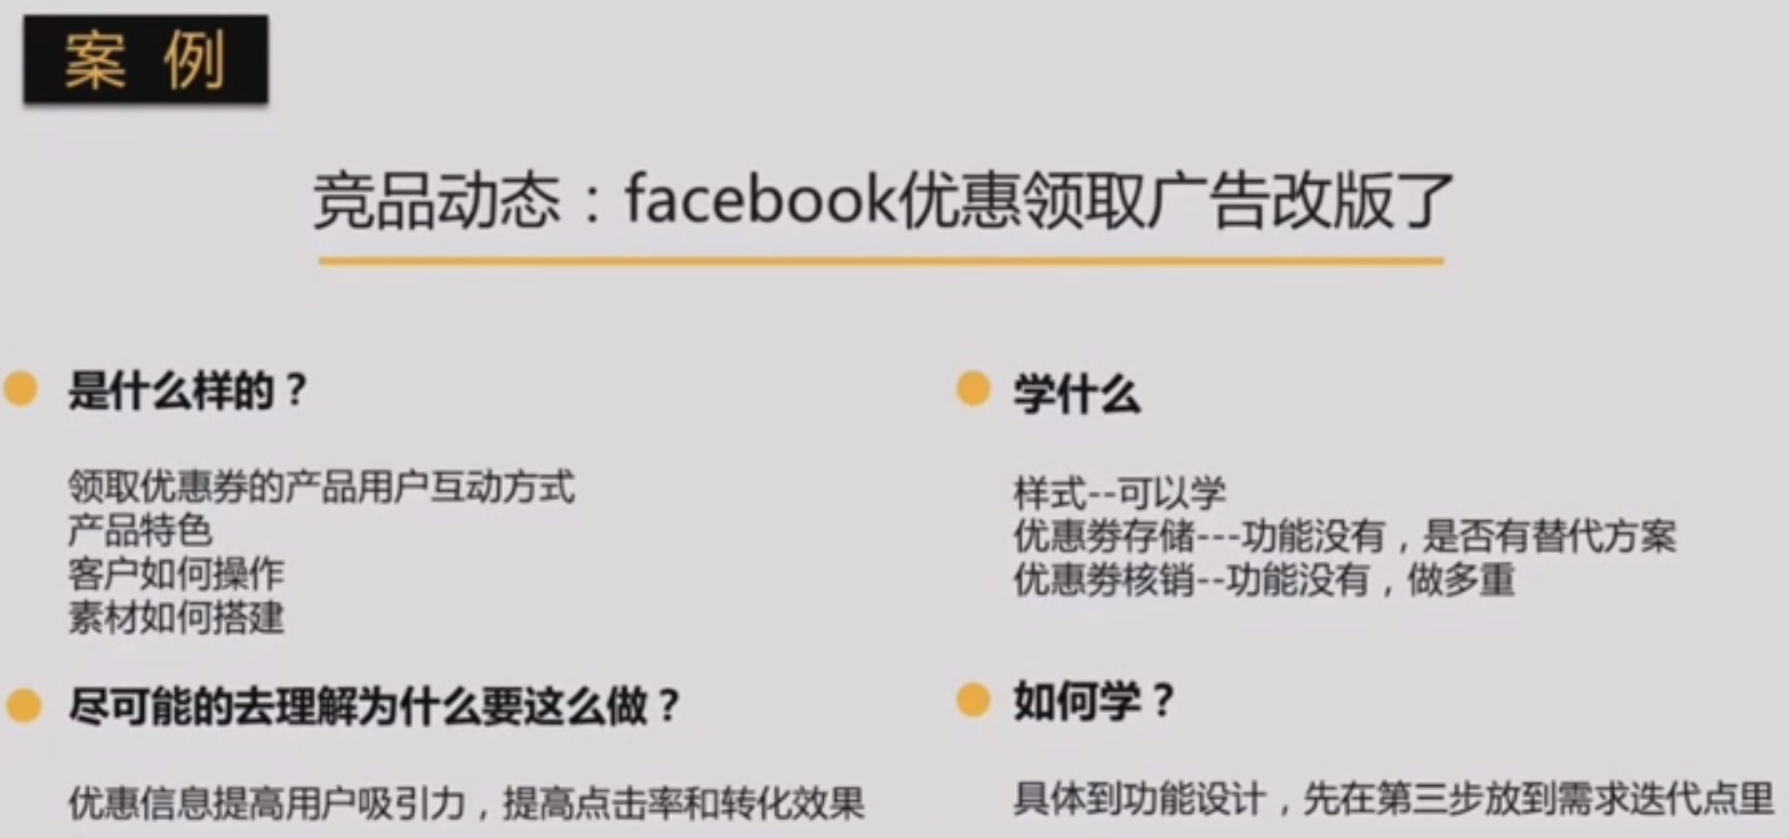 案 例
竞品动态：facebook优惠领取广告改版了
是什么样的？
领取优惠券的产品用户互动方式
产品特色
客户如何操作
素材如何搭建
尽可能的去理解为什么要这么做？
优惠信息提高用户吸引力，提高点击率和转化效果
学什么
样式--可以学
优惠劵存储---功能没有，是否有替代方案
优惠劵核销--功能没有，做多重
如何学？
具体到功能设计，先在第三步放到需求迭代点里